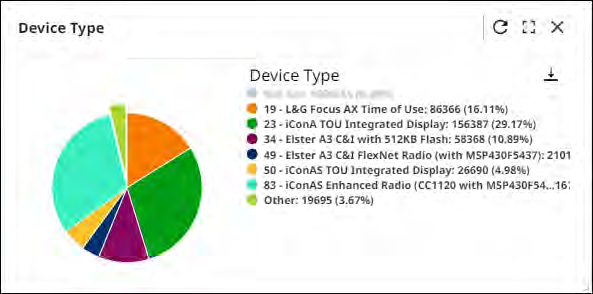 Device Type
Device Type
19 - L&G Focus AX Time of Use: 86366 (16.11%)
23 - iConA TOU Integrated Display: 156387 (29.17%)
34 - Elster A3 C&I with 512KB Flash: 58368 (10.89%)
49 - Elster A3 C&I FlexNet Radio (with MSP430F5437): 2101
50 - iConAS TOU Integrated Display: 26690 (4.98%)
83 - iConAS Enhanced Radio (CC1120 with MSP430F54...16
Other: 19695 (3.67%)